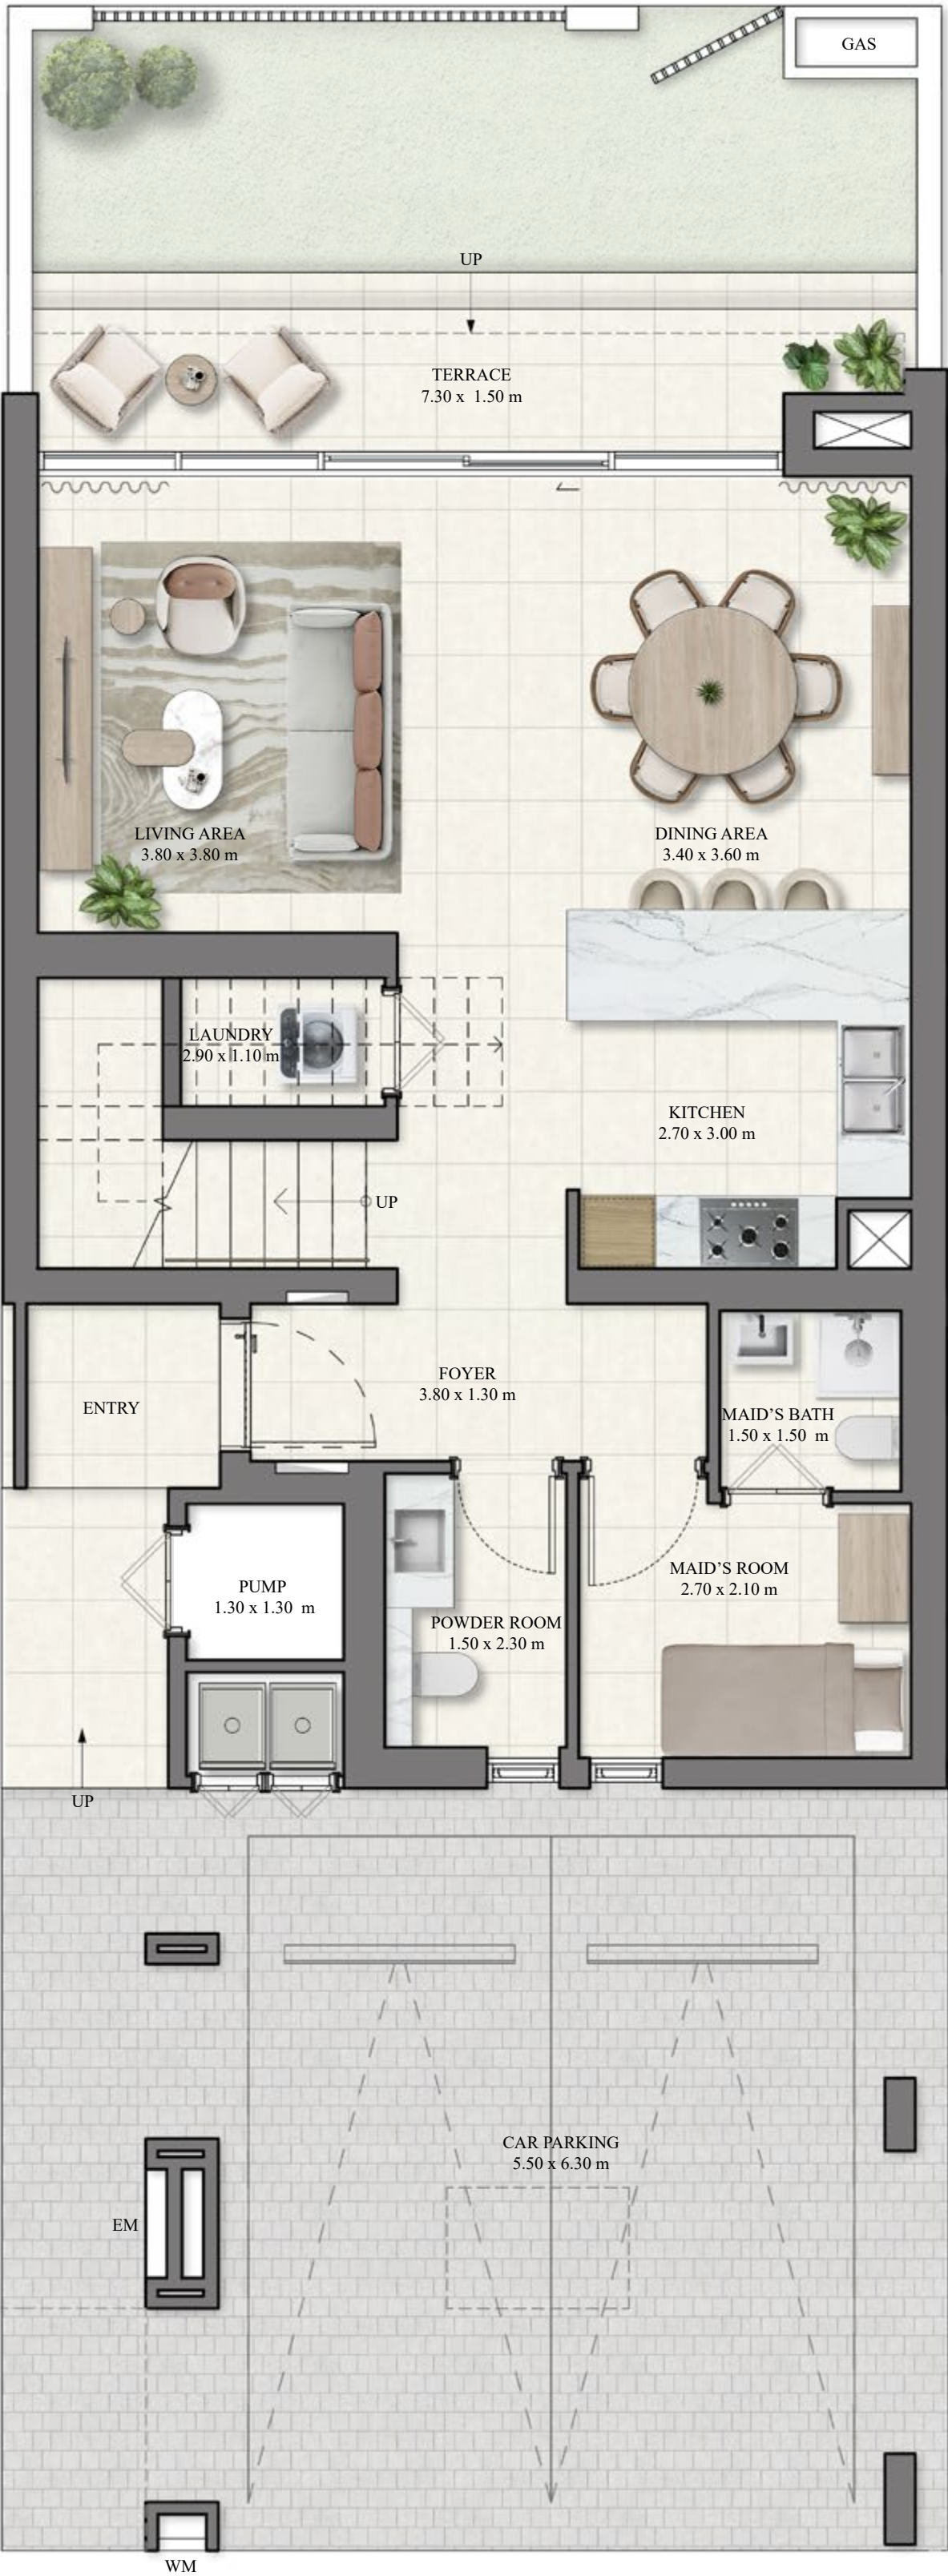 GAS
UP
TERRACE
7.30 x 1.50 m
LIVING AREA
3.80 x 3.80 m
DINING AREA
3.40 x 3.60 m
LAUNDRY
2.90 x 1.10 m
KITCHEN
2.70 x 3.00 m
UP
FOYER
3.80 x 1.30 m
ENTRY
MAID'S BATH
1.50 x 1.50 m
MAID'S ROOM
2.70 x 2.10 m
PUMP
1.30 x 1.30 m
POWDER ROOM
1.50 x 2.30 m
UP
CAR PARKING
5.50 x 6.30 m
EM
WM